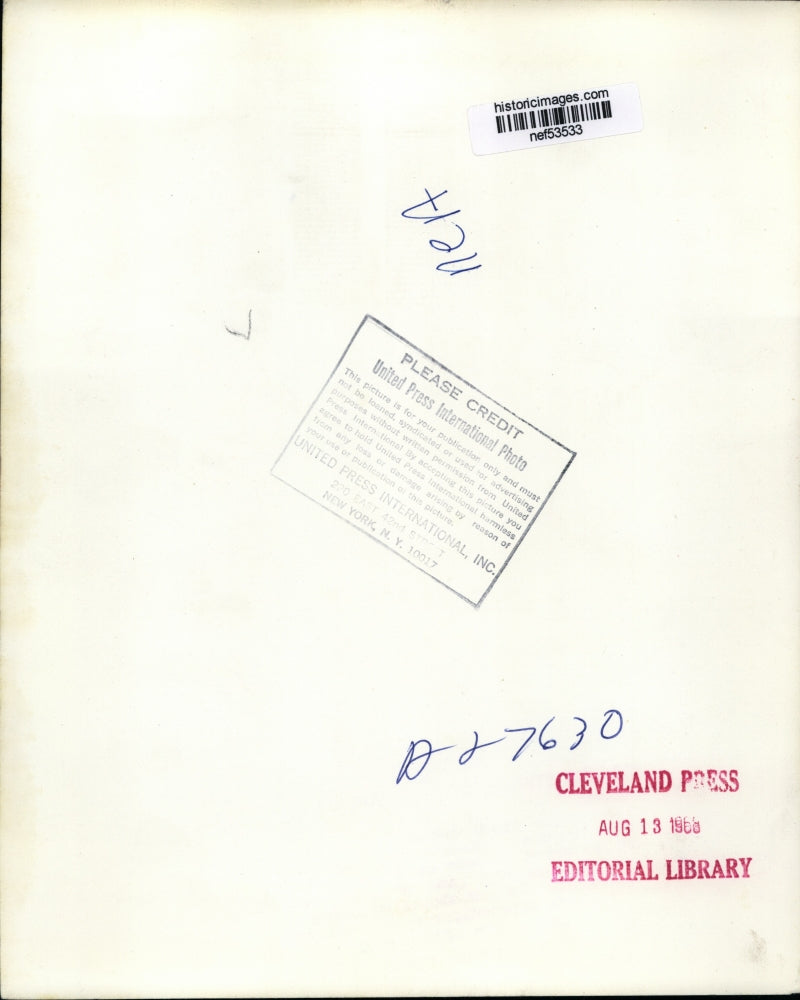 historicimages.com
nef53533
nea
PLEASE CREDIT
United Press International Photo
This picture is for your publication only and must
not be loaned, syndicated or used for advertising
purposes without written permission from United
Press International By accepting this picture you
agree to hold United Press International harmless
from any loss or damage arising by reason of
your use or publication of this picture.
UNITED PRESS INTERNATIONAL, INC.
220 EAST 42nd STREET
NEW YORK, N. Y. 10017
27630
CLEVELAND PRESS
AUG 13 1968
EDITORIAL LIBRARY